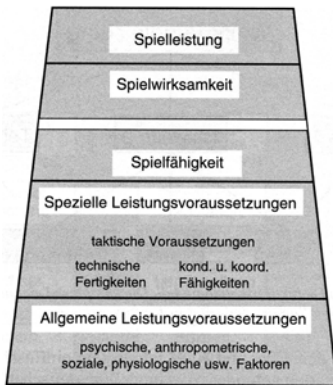 Spielleistung
Spielwirksamkeit
Spielfähigkeit
Spezielle Leistungsvoraussetzungen
taktische Voraussetzungen
technische kond. u. koord.
Fertigkeiten Fähigkeiten
Allgemeine Leistungsvoraussetzungen
psychische, anthropometrische,
soziale, physiologische usw. Faktoren